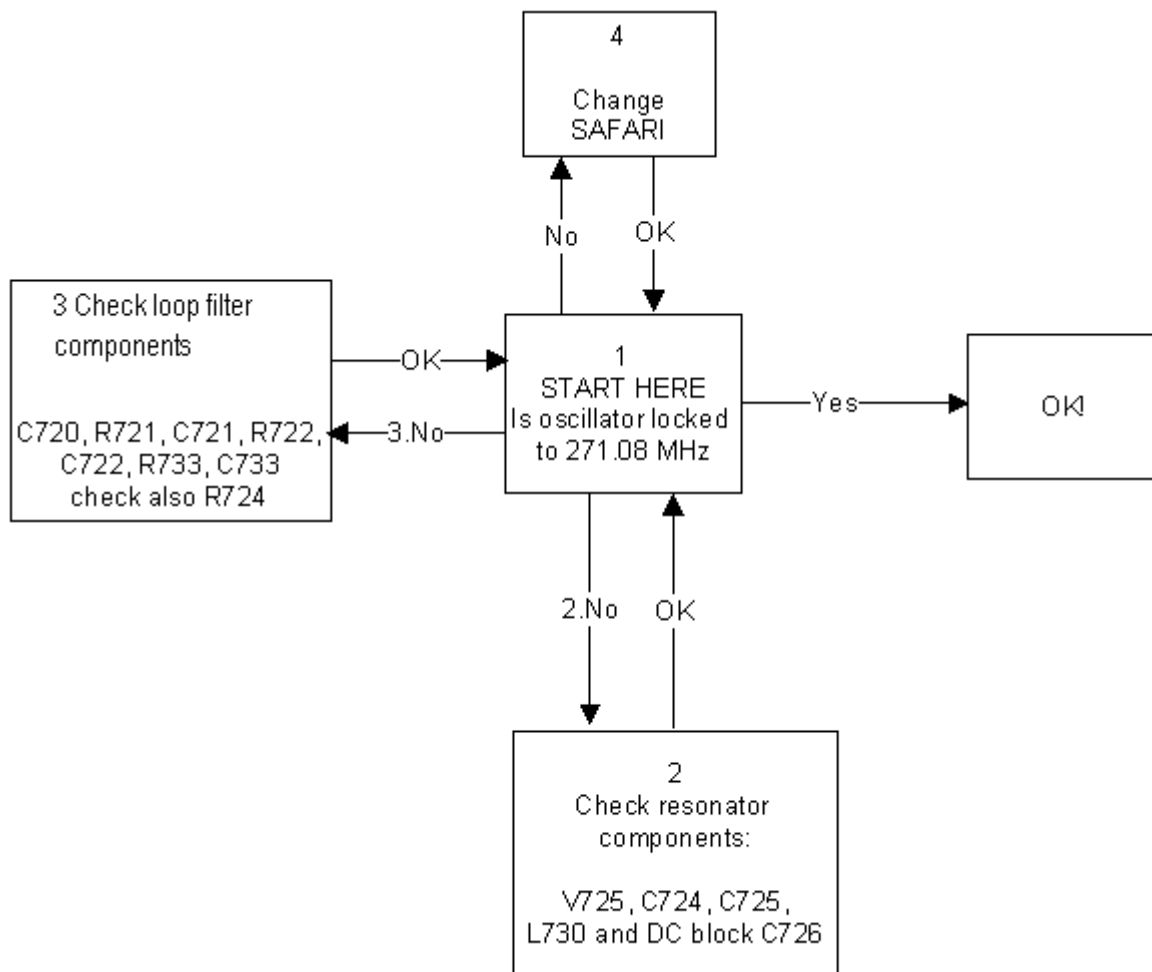 4
Change
SAFARI
No
OK
3 Check loop filter
components
C720, R721, C721, R722,
C722, R733, C733
check also R724
OK
3.No
1
START HERE
Is oscillator locked
to 271.08 MHz
Yes
OK!
2.No
OK
2
Check resonator
components:
V725, C724, C725,
L730 and DC block C726